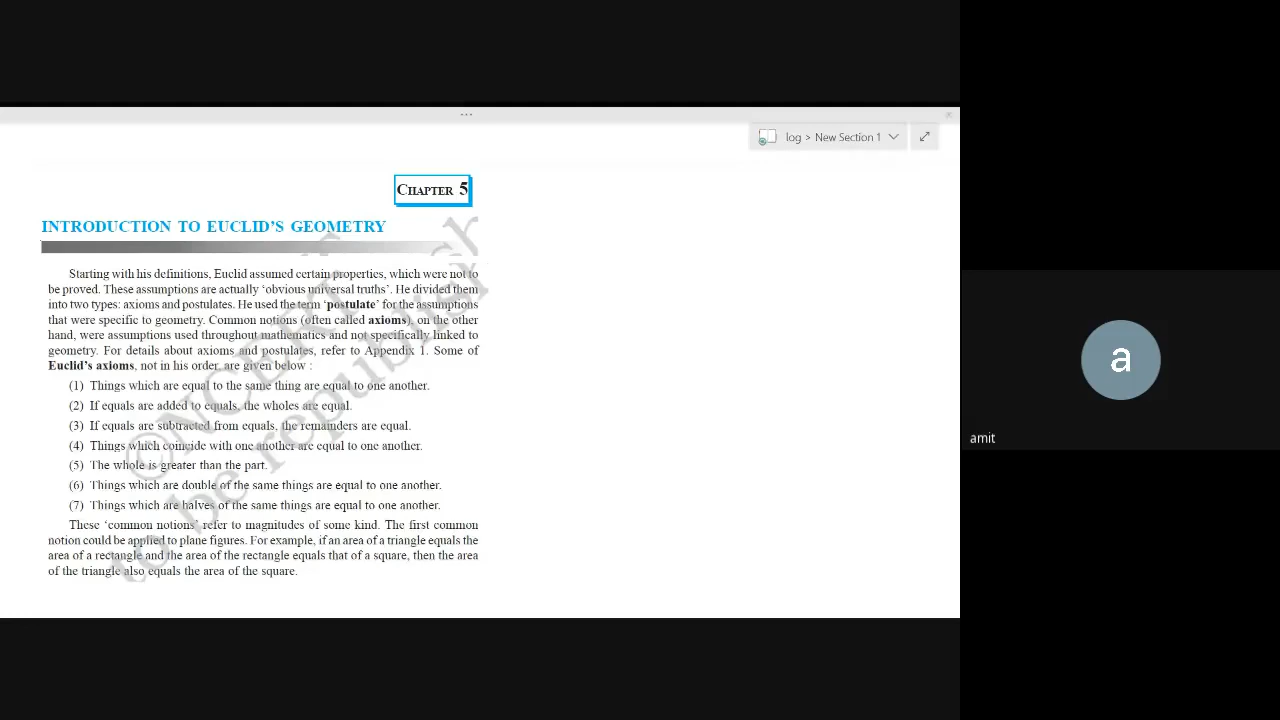 ...
log > New Section 1
CHAPTER 5
INTRODUCTION TO EUCLID'S GEOMETRY
Starting with his definitions, Euclid assumed certain properties, which were not to
be proved. These assumptions are actually ‘obvious universal truths’. He divided them
into two types: axioms and postulates. He used the term ‘postulate’ for the assumptions
that were specific to geometry. Common notions (often called axioms), on the other
hand, were assumptions used throughout mathematics and not specifically linked to
geometry. For details about axioms and postulates, refer to Appendix 1. Some of
Euclid’s axioms, not in his order, are given below :
(1) Things which are equal to the same thing are equal to one another.
(2) If equals are added to equals, the wholes are equal.
(3) If equals are subtracted from equals, the remainders are equal.
(4) Things which coincide with one another are equal to one another.
(5) The whole is greater than the part.
(6) Things which are double of the same things are equal to one another.
(7) Things which are halves of the same things are equal to one another.
These ‘common notions’ refer to magnitudes of some kind. The first common
notion could be applied to plane figures. For example, if an area of a triangle equals the
area of a rectangle and the area of the rectangle equals that of a square, then the area
of the triangle also equals the area of the square.
©NCERT
to be republish
a
amit